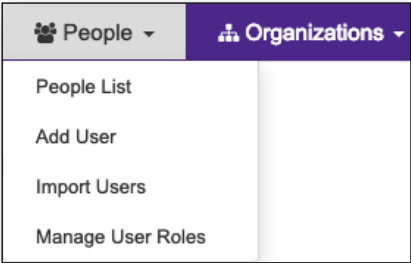 People Organizations
People List
Add User
Import Users
Manage User Roles